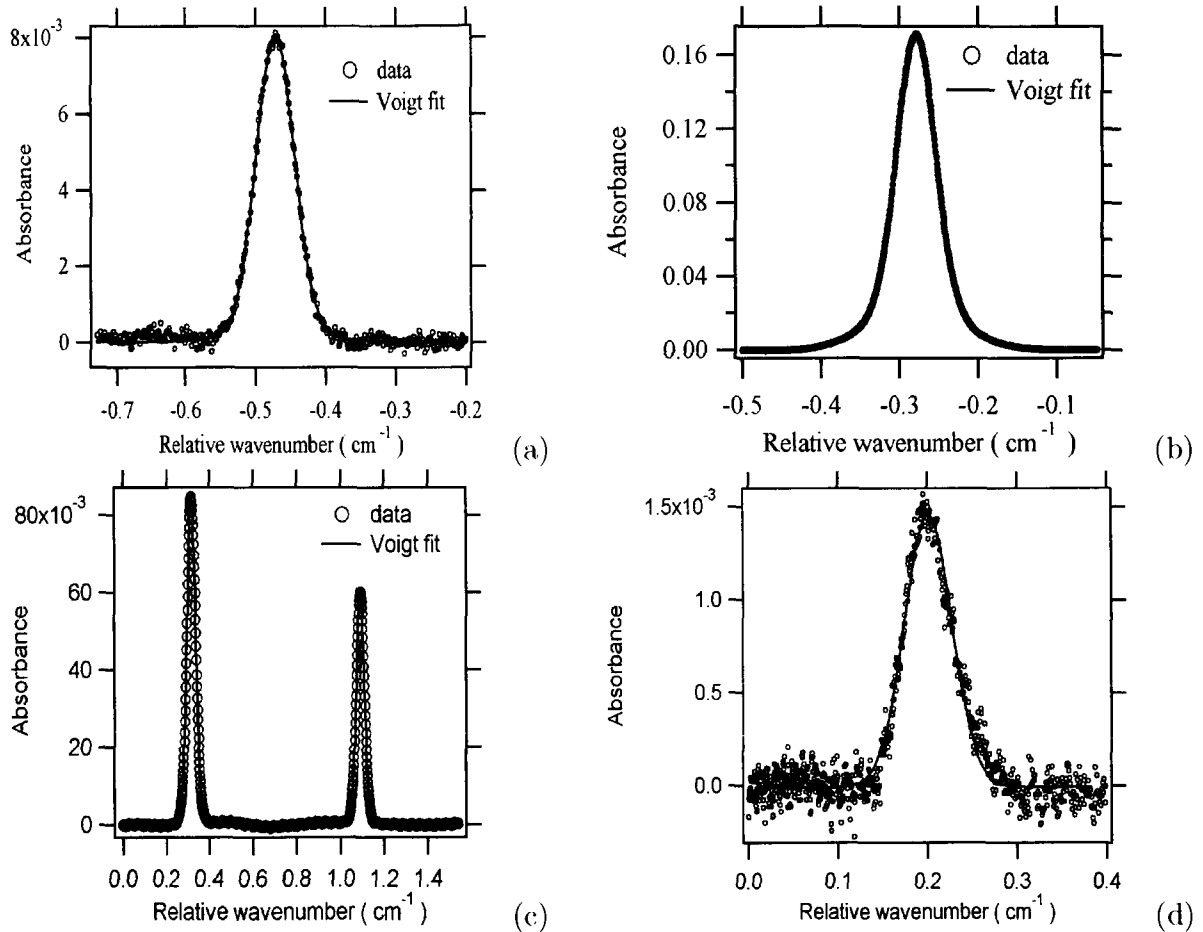 8x10⁻³
6
4
2
0
Absorbance
data
Voigt fit
-0.7 -0.6 -0.5 -0.4 -0.3 -0.2
Relative wavenumber ( cm⁻¹ )
(a)
0.16
0.12
0.08
0.04
0.00
Absorbance
data
Voigt fit
-0.5 -0.4 -0.3 -0.2 -0.1
Relative wavenumber ( cm⁻¹ )
(b)
80x10⁻³
60
40
20
0
Absorbance
data
Voigt fit
0.0 0.2 0.4 0.6 0.8 1.0 1.2 1.4
Relative wavenumber ( cm⁻¹ )
(c)
1.5x10⁻³
1.0
0.5
0.0
Absorbance
0.0 0.1 0.2 0.3 0.4
Relative wavenumber ( cm⁻¹ )
(d)